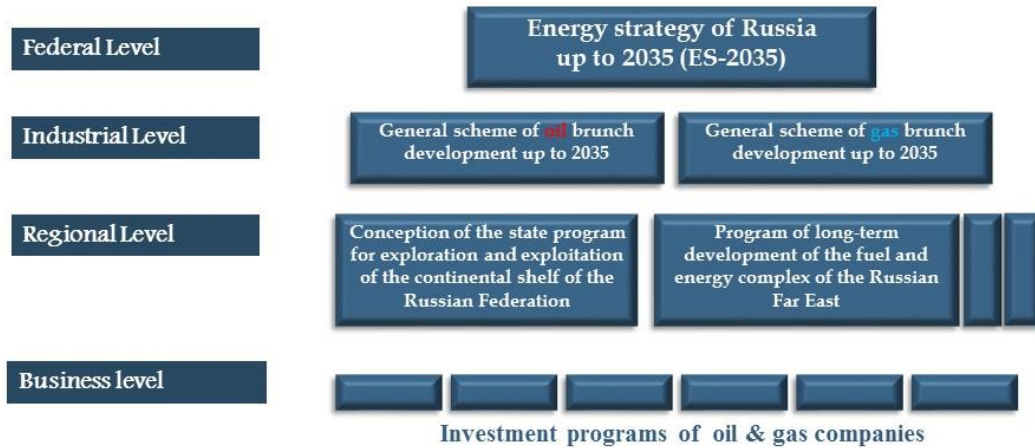 Federal Level
Energy strategy of Russia
up to 2035 (ES-2035)
Industrial Level
General scheme of oil brunch
development up to 2035
General scheme of gas brunch
development up to 2035
Regional Level
Conception of the state program
for exploration and exploitation
of the continental shelf of the
Russian Federation
Program of long-term
development of the fuel and
energy complex of the Russian
Far East
Business level
Investment programs of oil & gas companies